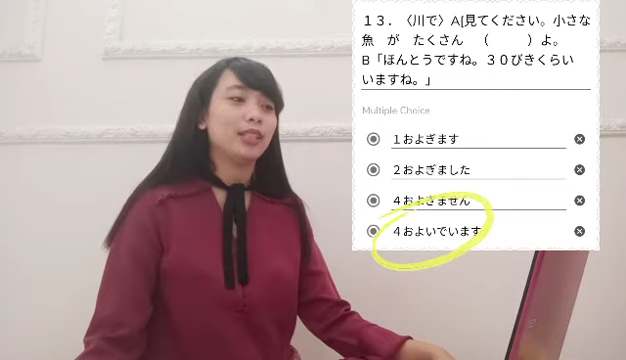 １３．〈川で〉A[見てください。小さな
魚　が　たくさん　（　　　）よ。
B「ほんとうですね。３０びきくらい
いますね。」
Multiple Choice
１およぎます
２およぎました
４およぎません
４およいでいます